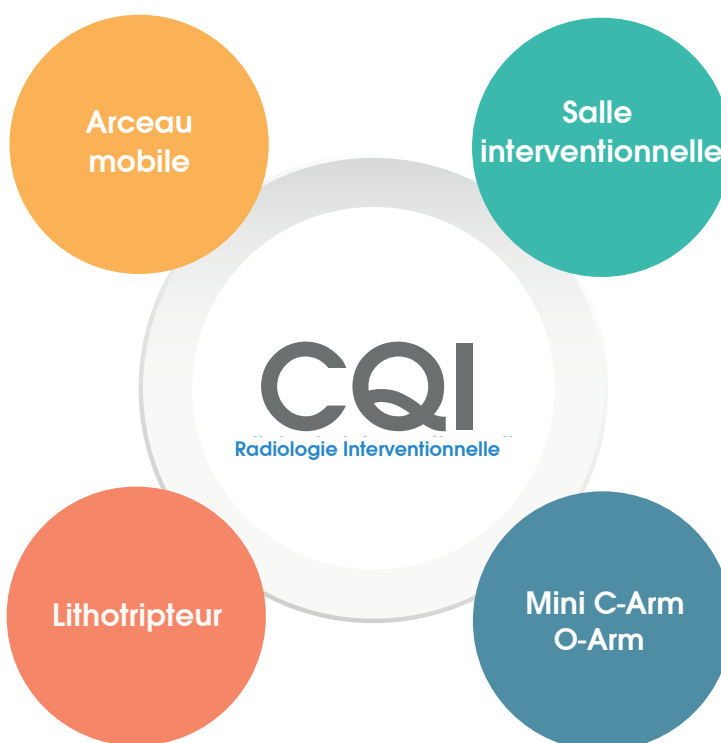 Arceau
mobile
Salle
interventionnelle
CQI
Radiologie Interventionnelle
Lithotripteur
Mini C-Arm
O-Arm